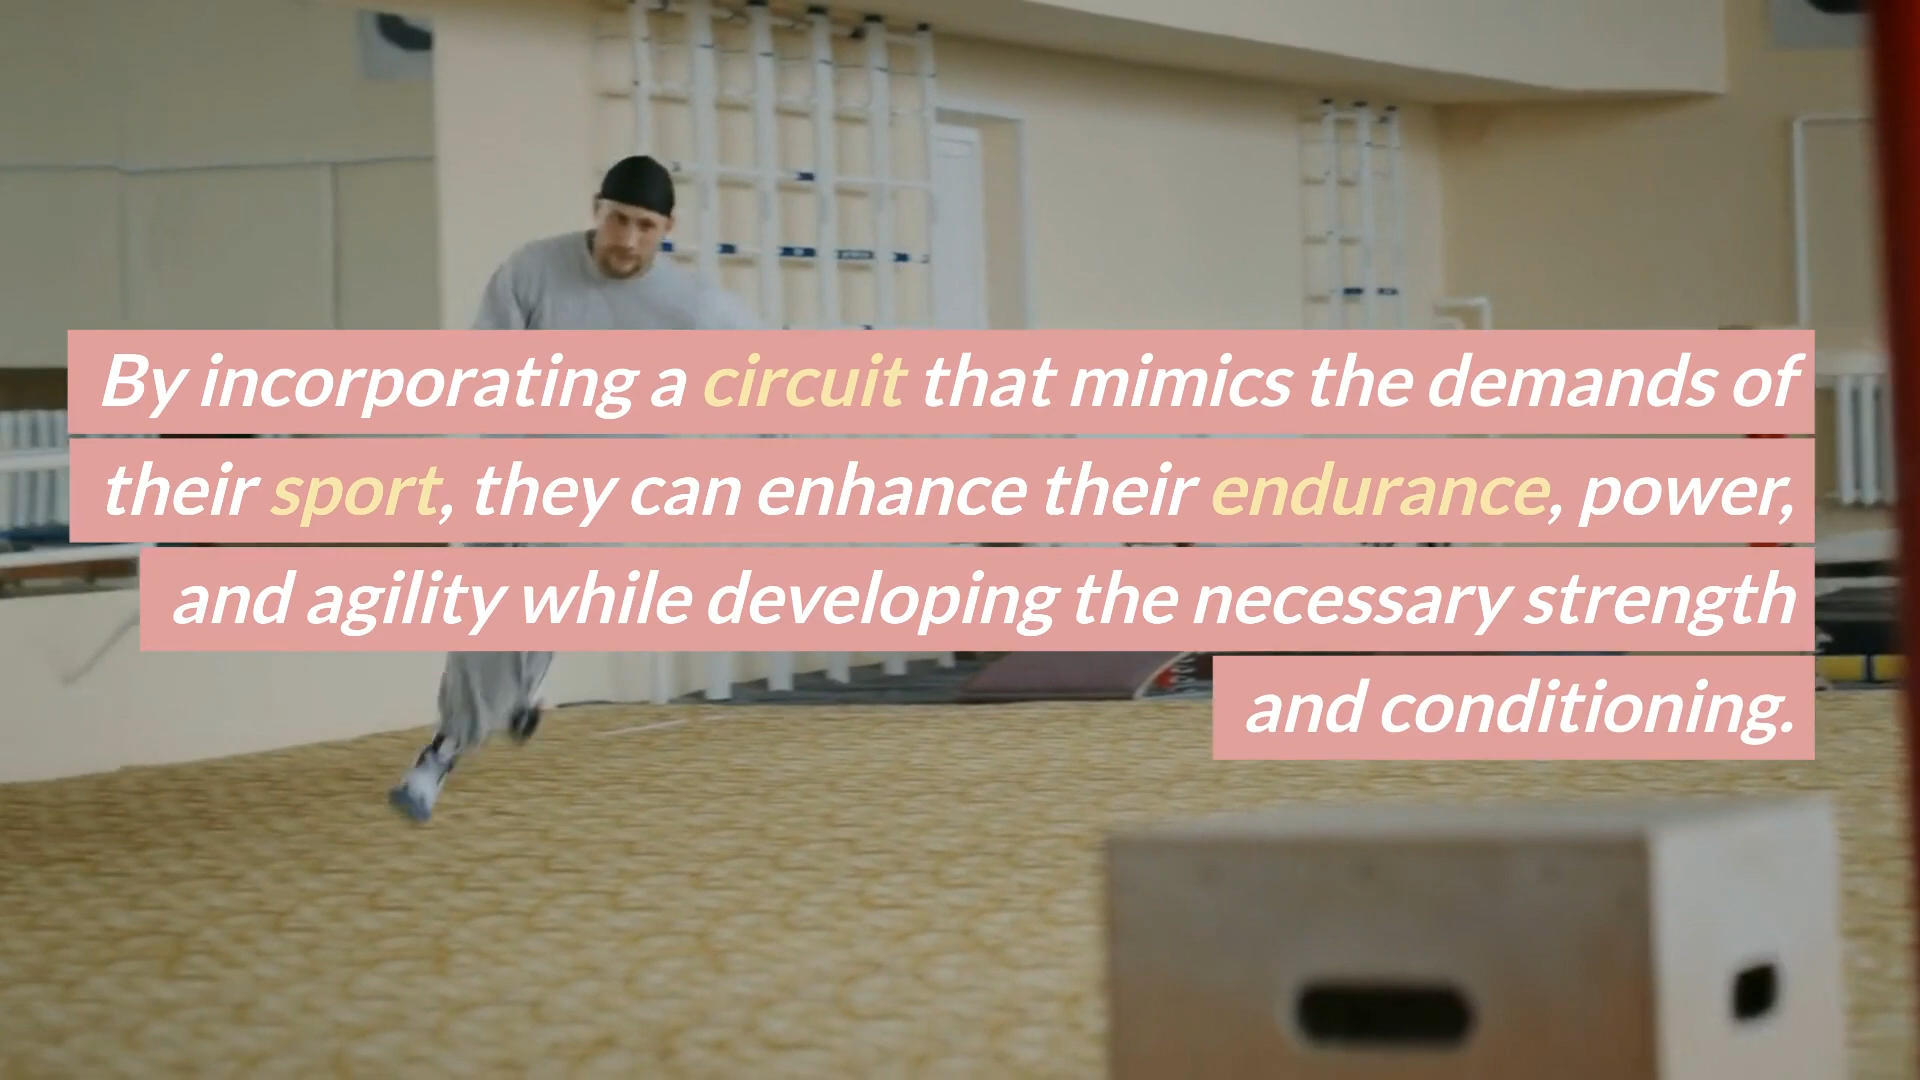 By incorporating a circuit that mimics the demands of
their sport, they can enhance their endurance, power,
and agility while developing the necessary strength
and conditioning.